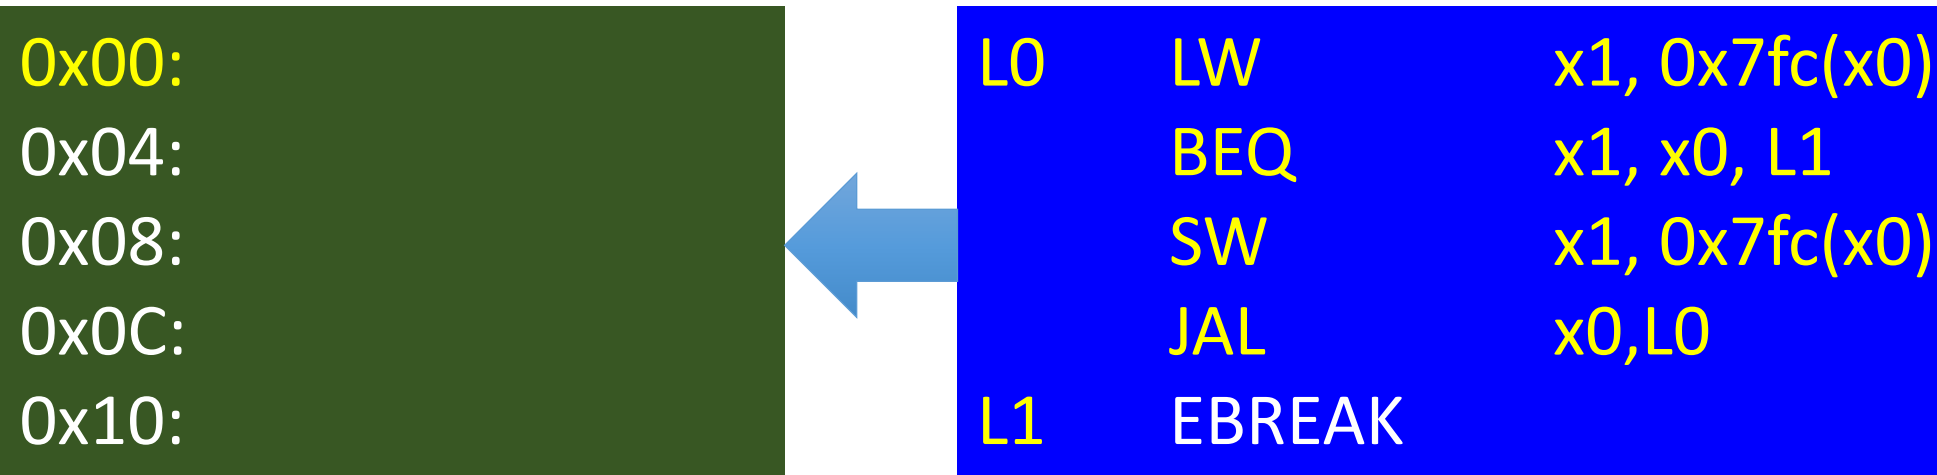 0x00:
0x04:
0x08:
0x0C:
0x10:
L0 LW x1, 0x7fc(x0)
BEQ x1, x0, L1
SW x1, 0x7fc(x0)
JAL x0,L0
L1 EBREAK